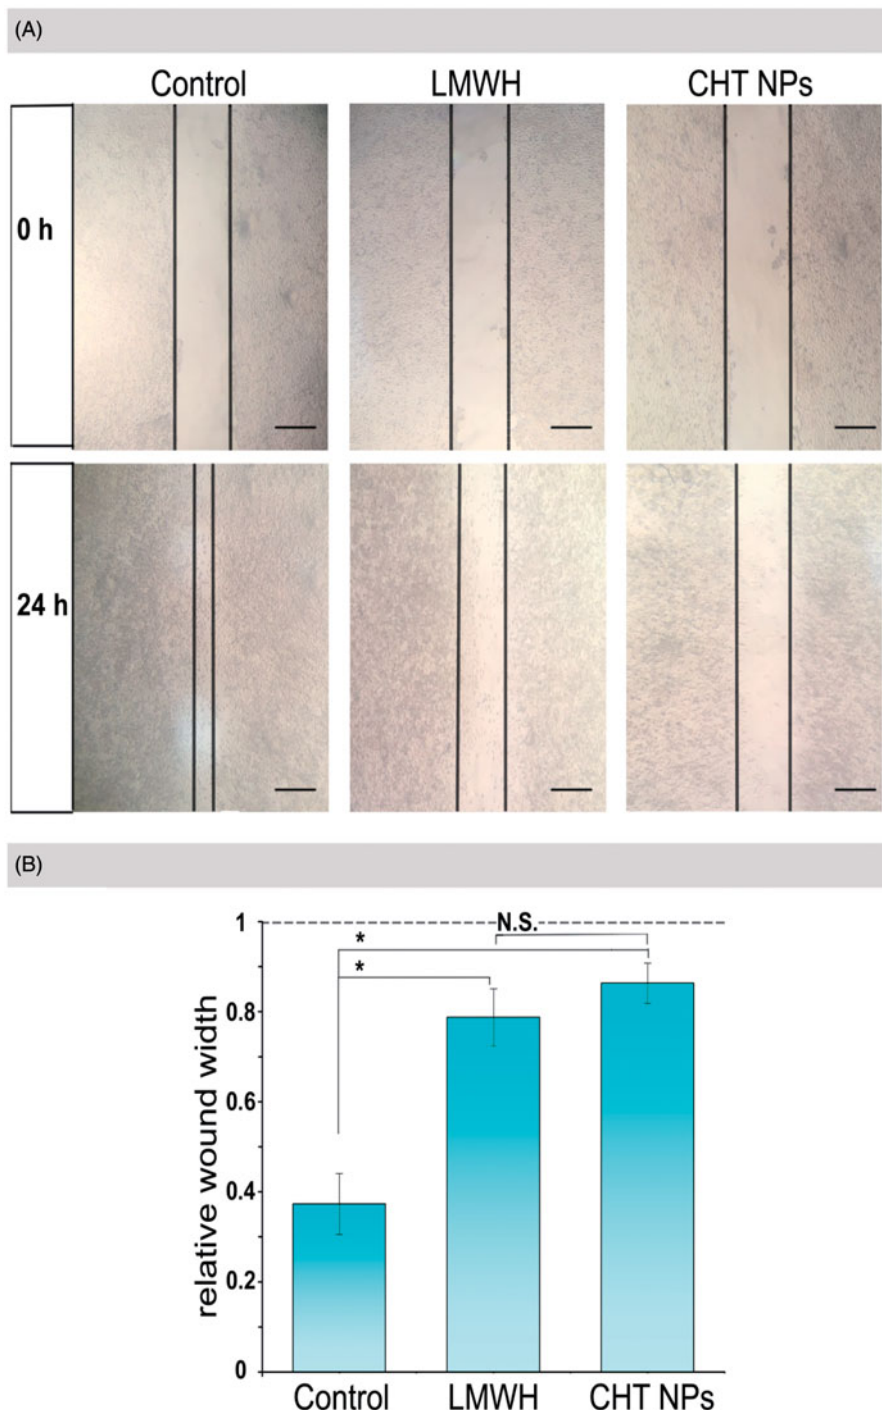 (A)
Control LMWH CHT NPs
0 h
24 h
(B)
1
N.S.
*
*
0.8
0.6
0.4
0.2
0
relative wound width
Control LMWH CHT NPs